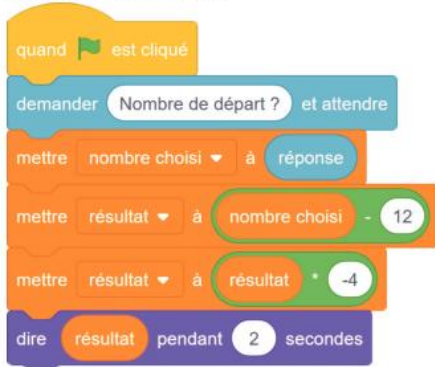 quand est cliqué
demander Nombre de départ ? et attendre
mettre nombre choisi à réponse
mettre résultat à nombre choisi - 12
mettre résultat à résultat * -4
dire résultat pendant 2 secondes